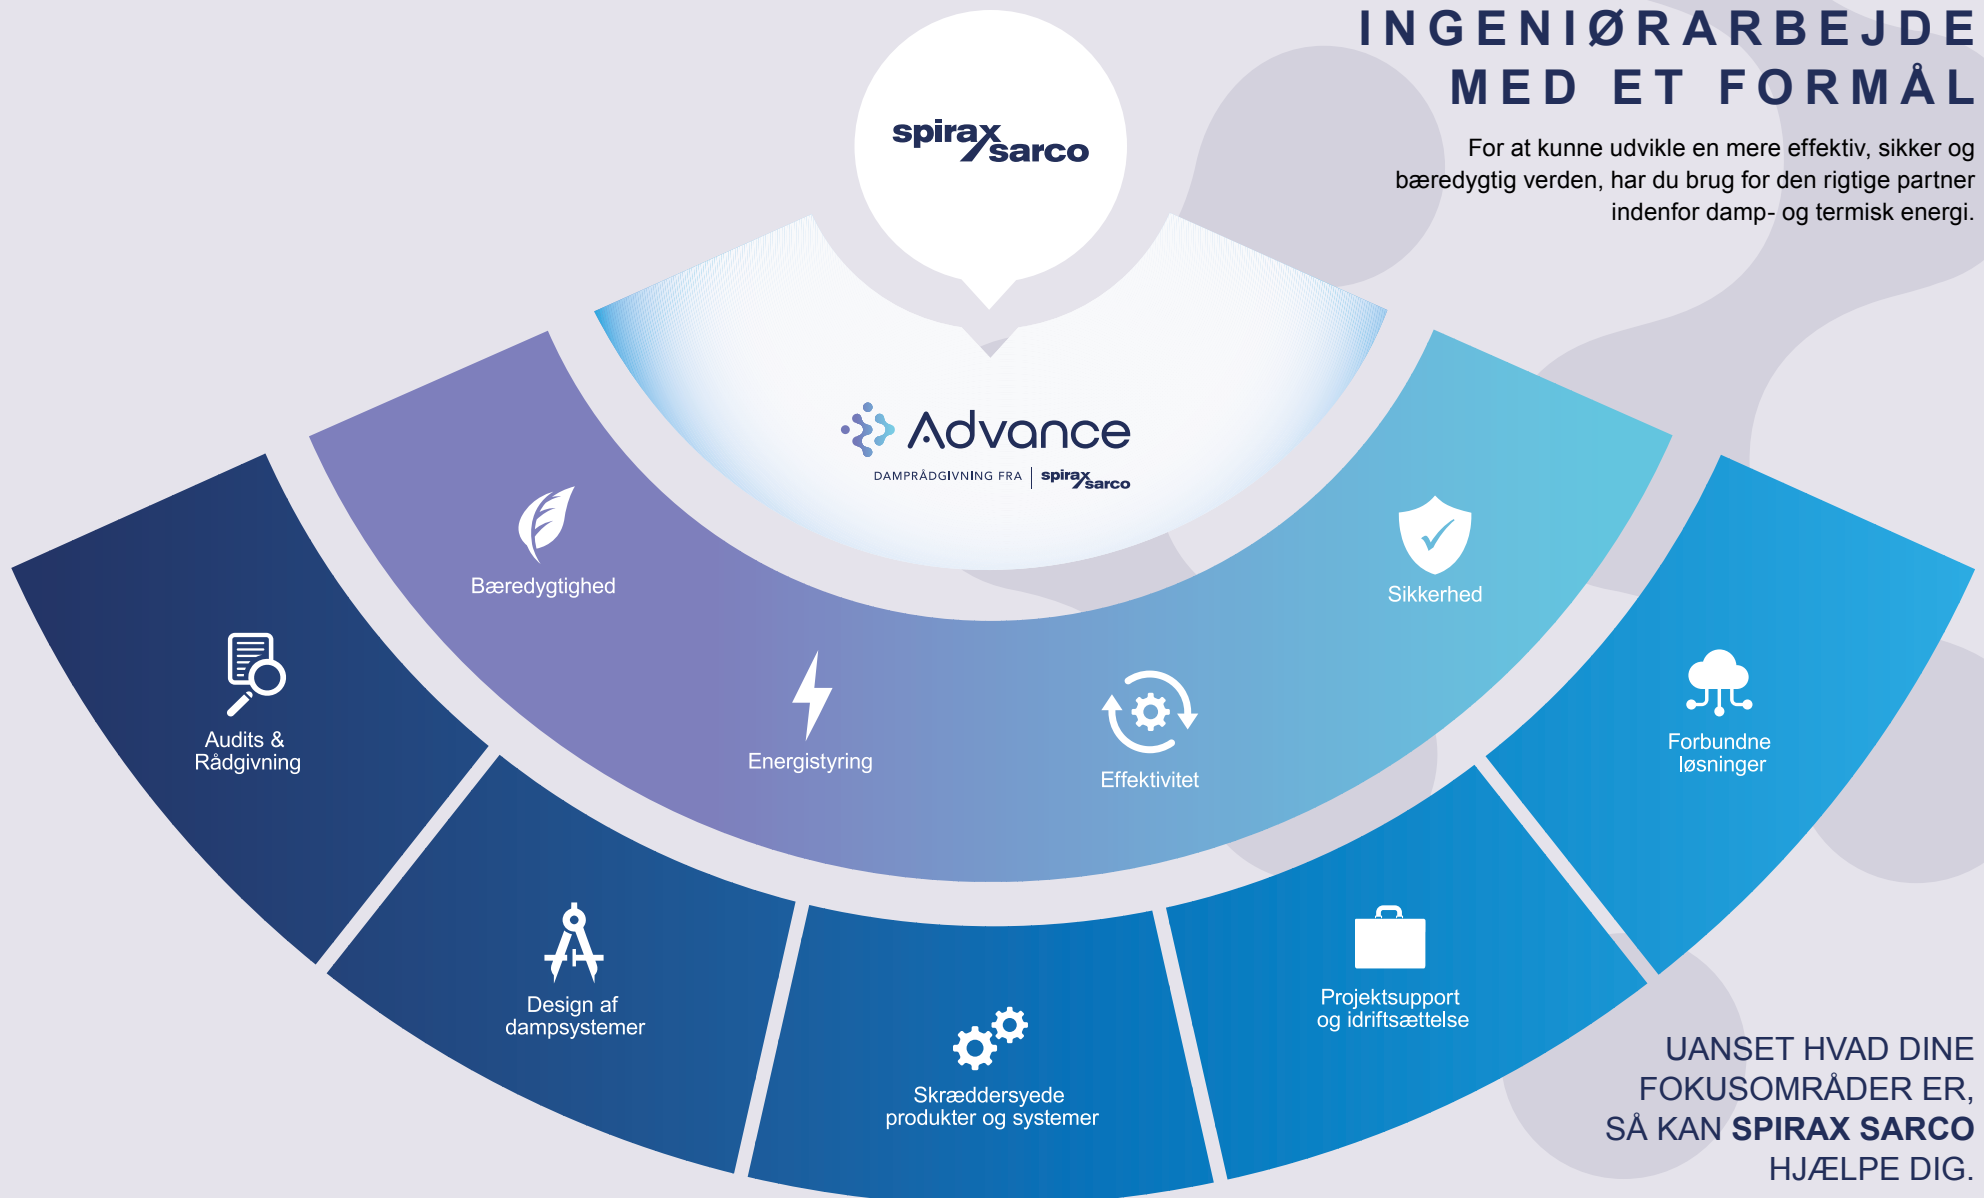 INGENIØRARBEJDE
MED ET FORMÅL
For at kunne udvikle en mere effektiv, sikker og
bæredygtig verden, har du brug for den rigtige partner
indenfor damp- og termisk energi.
spirax
sarco
Advance
DAMPRÅDGIVNING FRA | spirax sarco
Bæredygtighed
Energistyring
Effektivitet
Sikkerhed
Audits &
Rådgivning
Design af
dampsystemer
Skræddersyede
produkter og systemer
Projektsupport
og idriftsættelse
Forbundne
løsninger
UANSET HVAD DINE
FOKUSOMRÅDER ER,
SÅ KAN SPIRAX SARCO
HJÆLPE DIG.